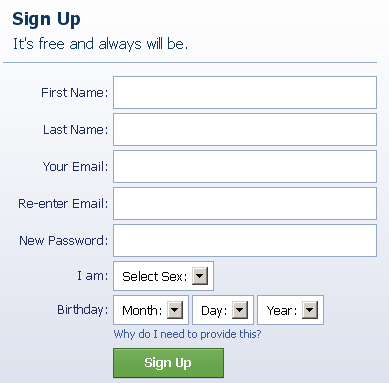 Sign Up
It's free and always will be.
First Name:
Last Name:
Your Email:
Re-enter Email:
New Password:
I am: Select Sex:
Birthday: Month: Day: Year:
Why do I need to provide this?
Sign Up